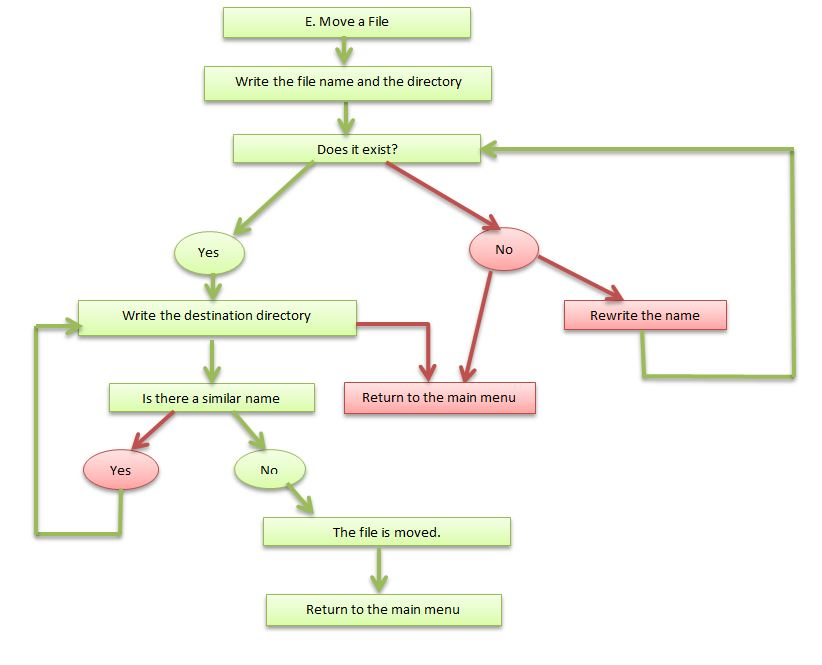 E. Move a File
Write the file name and the directory
Does it exist?
Yes
No
Write the destination directory
Rewrite the name
Is there a similar name
Return to the main menu
Yes
No
The file is moved.
Return to the main menu